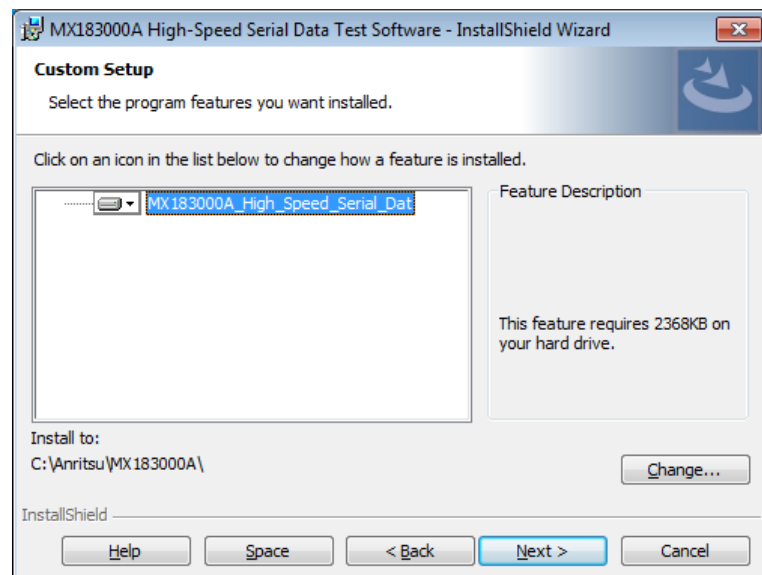 MX183000A High-Speed Serial Data Test Software - InstallShield Wizard
Custom Setup
Select the program features you want installed.
Click on an icon in the list below to change how a feature is installed.
MX183000A_High_Speed_Serial_Dat
Feature Description
This feature requires 2368KB on
your hard drive.
Install to:
C:\Anritsu\MX183000A\
Change...
InstallShield
Help
Space
< Back
Next >
Cancel